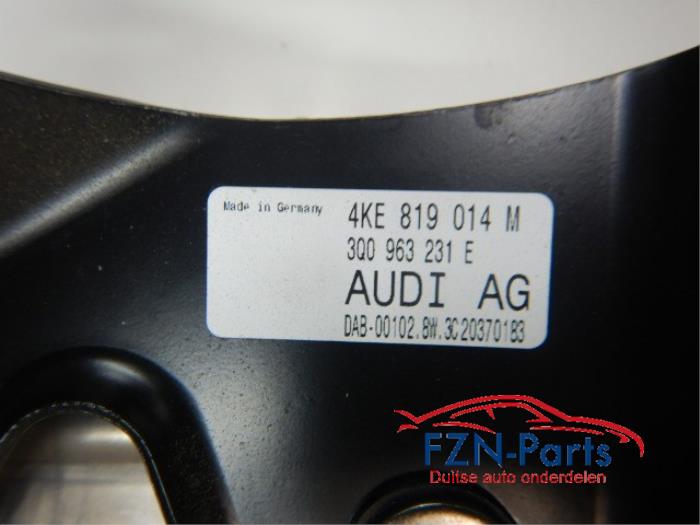 Made in Germany 4KE 819 014 M
3Q0 963 231 E
AUDI AG
DAB-00102.8W.3C20370183
FZN-Parts
Duitse auto onderdelen